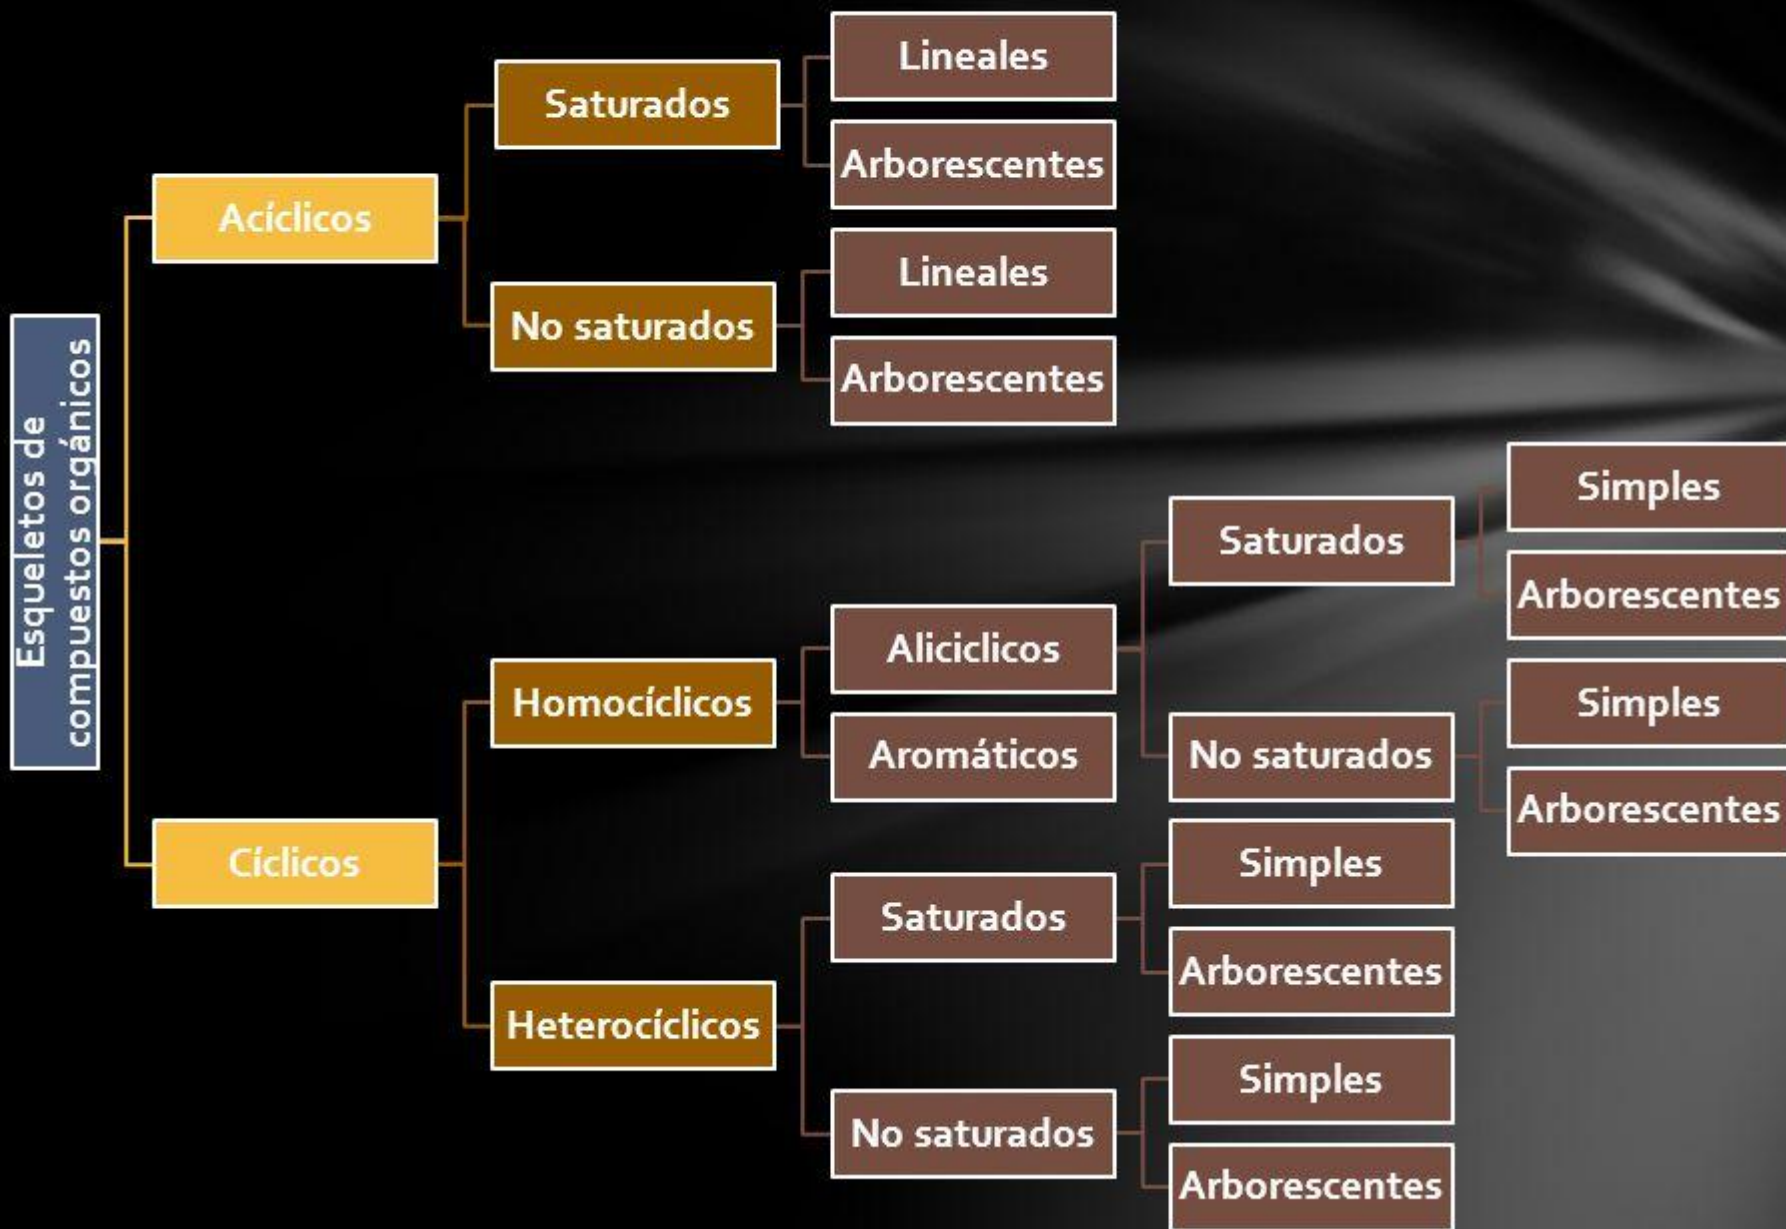 Esqueletos de
compuestos orgánicos
Acíclicos
Saturados
Lineales
Arborescentes
No saturados
Lineales
Arborescentes
Cíclicos
Homocíclicos
Aliciclicos
Saturados
Simples
Arborescentes
No saturados
Simples
Arborescentes
Aromáticos
Heterocíclicos
Saturados
Simples
Arborescentes
No saturados
Simples
Arborescentes